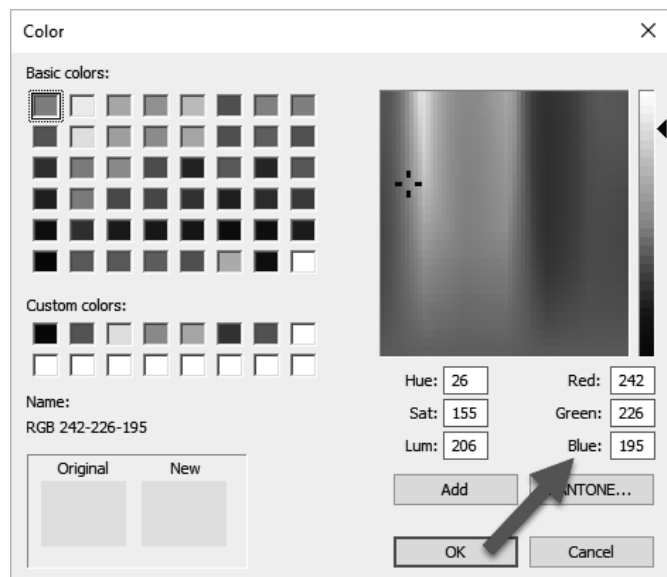 Color
Basic colors:
Custom colors:
Name:
RGB 242-226-195
Original New
Hue: 26 Red: 242
Sat: 155 Green: 226
Lum: 206 Blue: 195
Add ANTONE...
OK Cancel